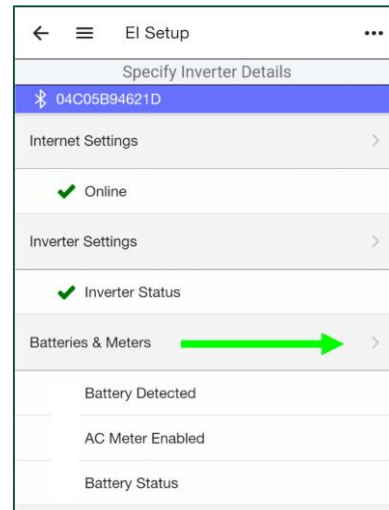 EI Setup
Specify Inverter Details
04C05B94621D
Internet Settings
Online
Inverter Settings
Inverter Status
Batteries & Meters
Battery Detected
AC Meter Enabled
Battery Status